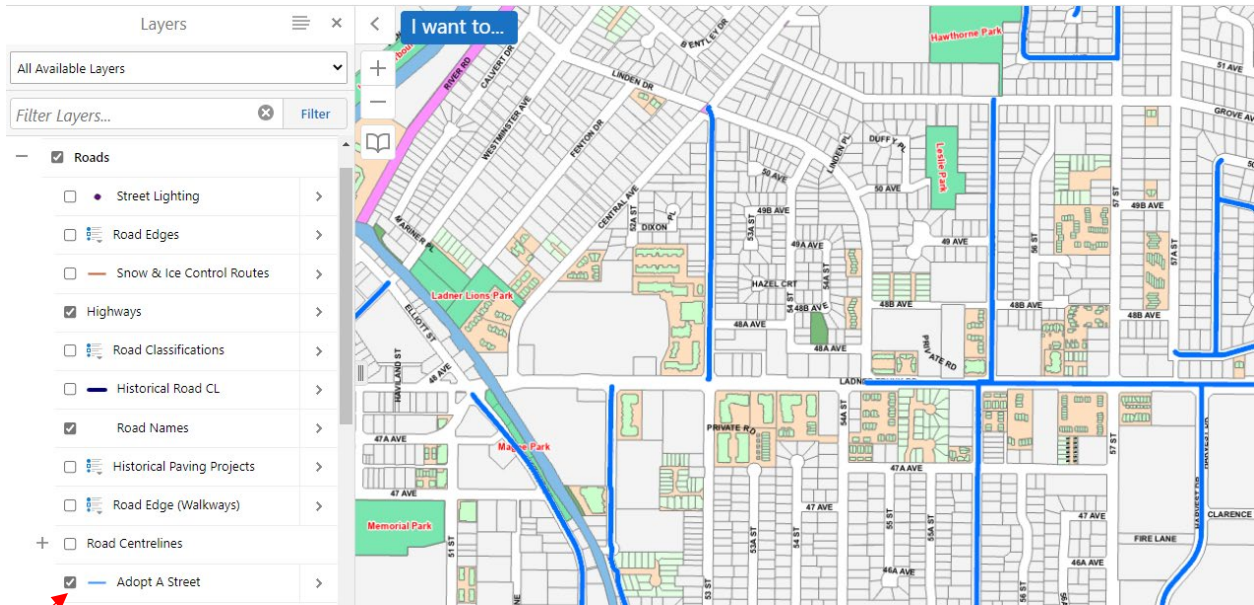 Layers
All Available Layers
Filter Layers...
Filter
Roads
Street Lighting
Road Edges
Snow & Ice Control Routes
Highways
Road Classifications
Historical Road CL
Road Names
Historical Paving Projects
Road Edge (Walkways)
Road Centrelines
Adopt A Street
I want to...
RIVER RD
CALVERT DR
BENTLEY DR
Hawthorne Park
51 AVE
LINDEN DR
GROVE AV
WESTMINSTER AVE
FENTON DR
LINDEN PL
DUFFY PL
Leslie Park
50 AVE
50 AVE
CENTRAL AVE
52A ST
DIXON PL
49B AVE
53A ST
57 ST
49B AVE
MARINER PL
49A AVE
54A ST
49 AVE
56 ST
57A ST
HAZEL CRT
54 ST
Ladner Lions Park
48B AVE
48B AVE
48B AVE
48B AVE
ELLIOTT ST
48A AVE
48A AVE
PRIVATE RD
HAVILAND ST
48 AVE
54A ST
PRIVATE RD
47A AVE
Magee Park
57 ST
47A AVE
47 AVE
47 AVE
47 AVE
HARVEST DR
CLARENCE
Memorial Park
51 ST
53A ST
54 ST
55 ST
55A ST
FIRE LANE
46A AVE
46A AVE
53 ST
56 ST
56A